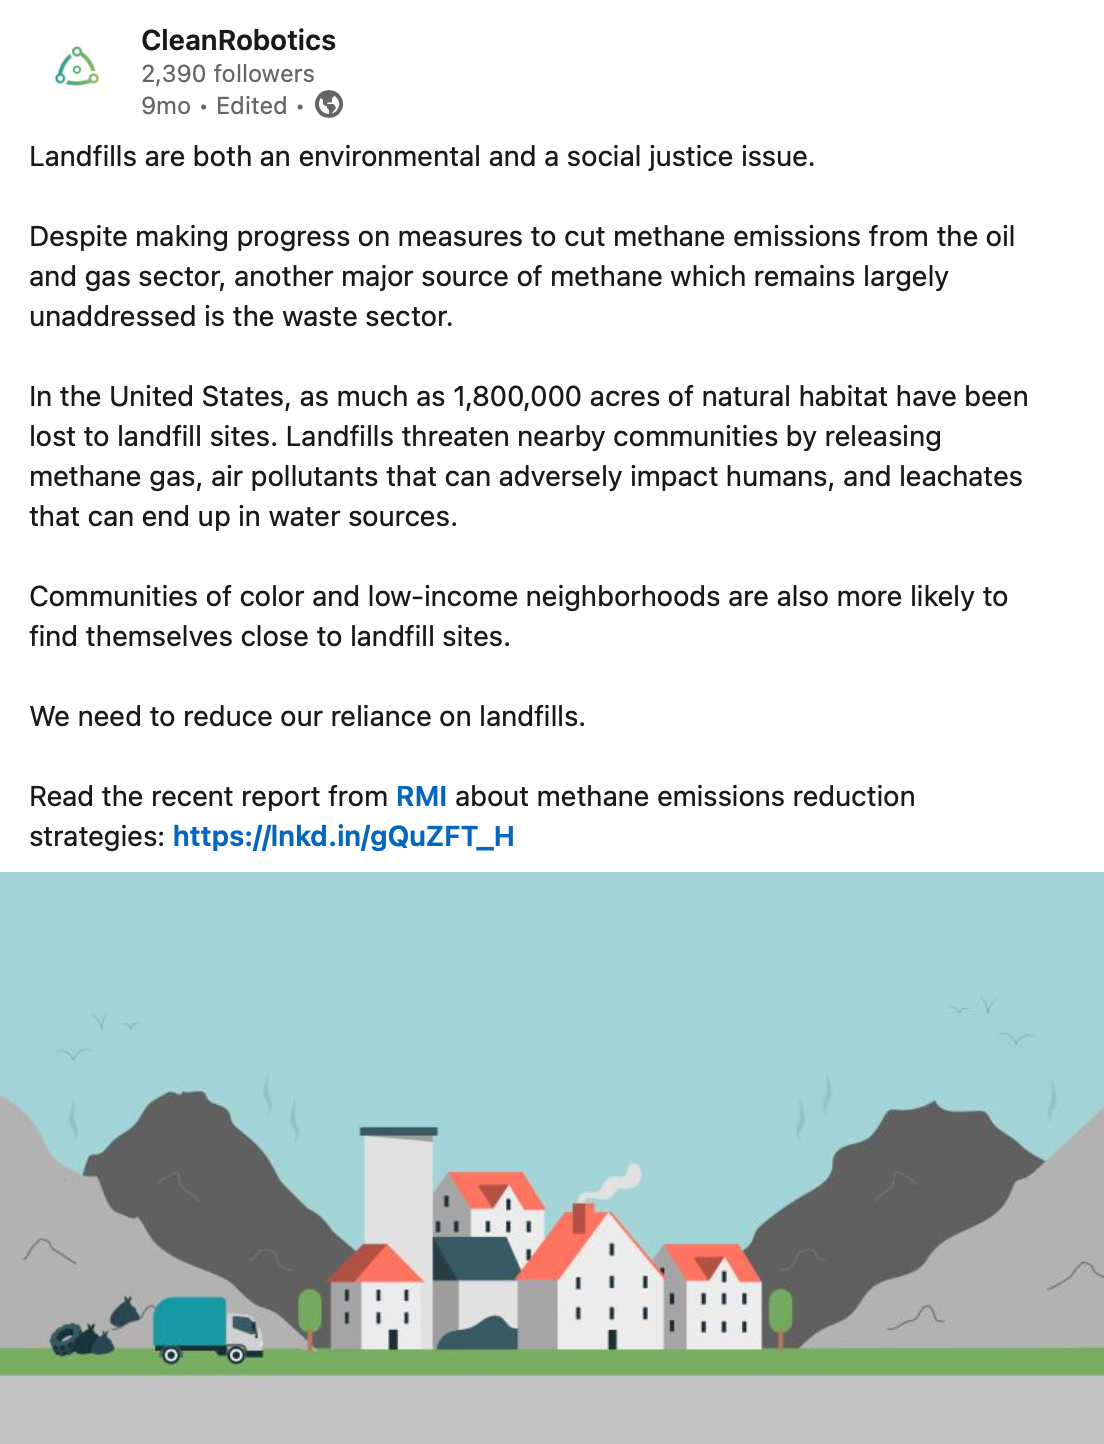 CleanRobotics
2,390 followers
9mo • Edited •
Landfills are both an environmental and a social justice issue.
Despite making progress on measures to cut methane emissions from the oil
and gas sector, another major source of methane which remains largely
unaddressed is the waste sector.
In the United States, as much as 1,800,000 acres of natural habitat have been
lost to landfill sites. Landfills threaten nearby communities by releasing
methane gas, air pollutants that can adversely impact humans, and leachates
that can end up in water sources.
Communities of color and low-income neighborhoods are also more likely to
find themselves close to landfill sites.
We need to reduce our reliance on landfills.
Read the recent report from RMI about methane emissions reduction
strategies: https://lnkd.in/gQuZFT_H